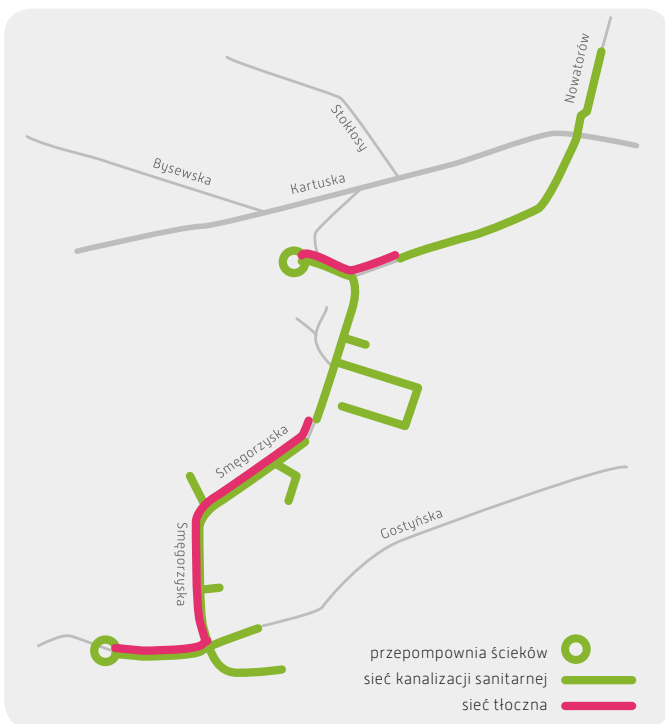 Nowatorów
Stokłosy
Bysewska
Kartuska
Smęgorzyska
Gostyńska
Smęgorzyska
przepompownia ścieków
sieć kanalizacji sanitarnej
sieć tłoczna